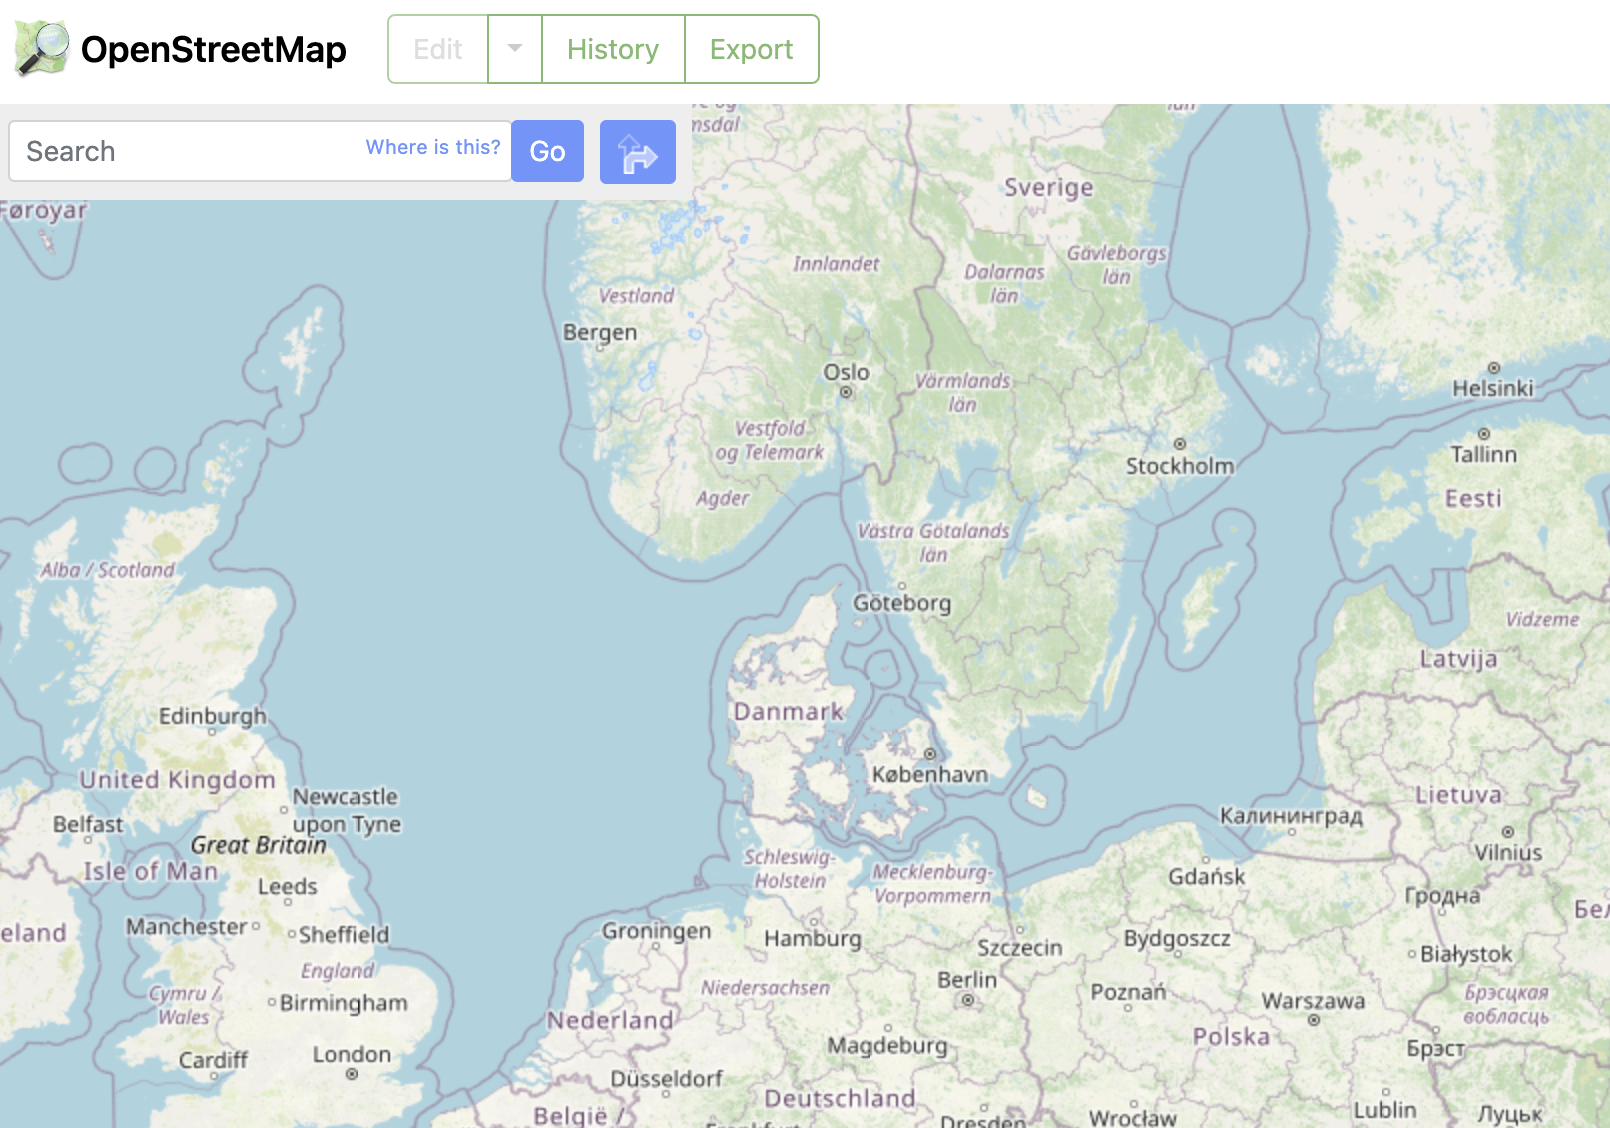 OpenStreetMap
Edit
History
Export
Search
Where is this?
Go
msdal
Føroyar
Sverige
Innlandet
Dalarnas
län
Gävleborgs
län
Vestland
Bergen
Oslo
Värmlands
län
Helsinki
Vestfold
og Telemark
Stockholm
Tallinn
Agder
Eesti
Västra Götalands
län
Alba / Scotland
Göteborg
Vidzeme
Latvija
Edinburgh
Danmark
København
United Kingdom
Newcastle
upon Tyne
Lietuva
Belfast
Great Britain
Калининград
Vilnius
Isle of Man
Schleswig-
Holstein
Mecklenburg-
Vorpommern
Gdańsk
Leeds
Гродна
Бел
Manchester
Sheffield
eland
Groningen
Hamburg
Szczecin
Bydgoszcz
Białystok
England
Niedersachsen
Berlin
Poznań
Warszawa
Брэсцкая
вобласць
Cymru /
Wales
Birmingham
Nederland
Magdeburg
Polska
Брэст
Cardiff
London
Düsseldorf
Deutschland
België /
Dresden
Wrocław
Lublin
Луцьк
Frankfurt